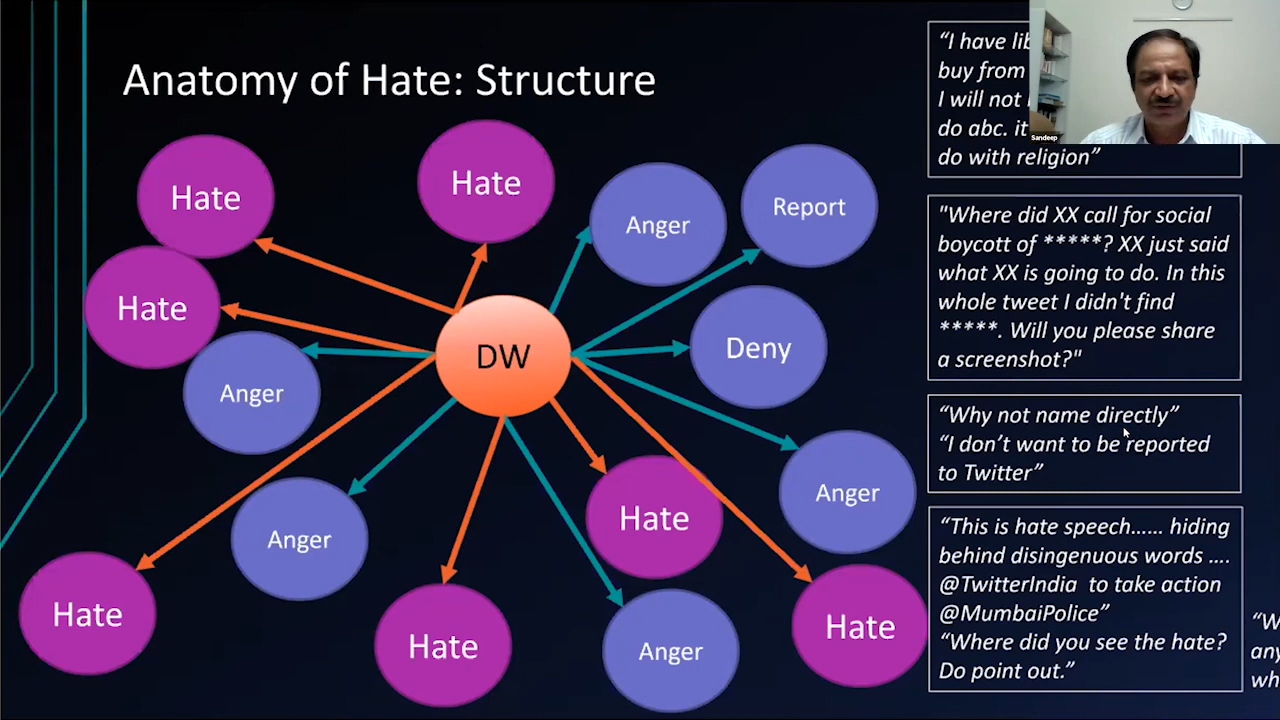 Anatomy of Hate: Structure
Hate
Hate
Anger
Report
Hate
Anger
DW
Deny
Anger
Hate
Anger
Hate
Hate
Anger
Hate
“I have
buy from
I will not
do abc. it
do with religion”
Sandeep
"Where did XX call for social
boycott of *****? XX just said
what XX is going to do. In this
whole tweet I didn't find
*****. Will you please share
a screenshot?"
“Why not name directly”
“I don’t want to be reported
to Twitter”
“This is hate speech…… hiding
behind disingenuous words ….
@TwitterIndia to take action
@MumbaiPolice”
“Where did you see the hate?
Do point out.”